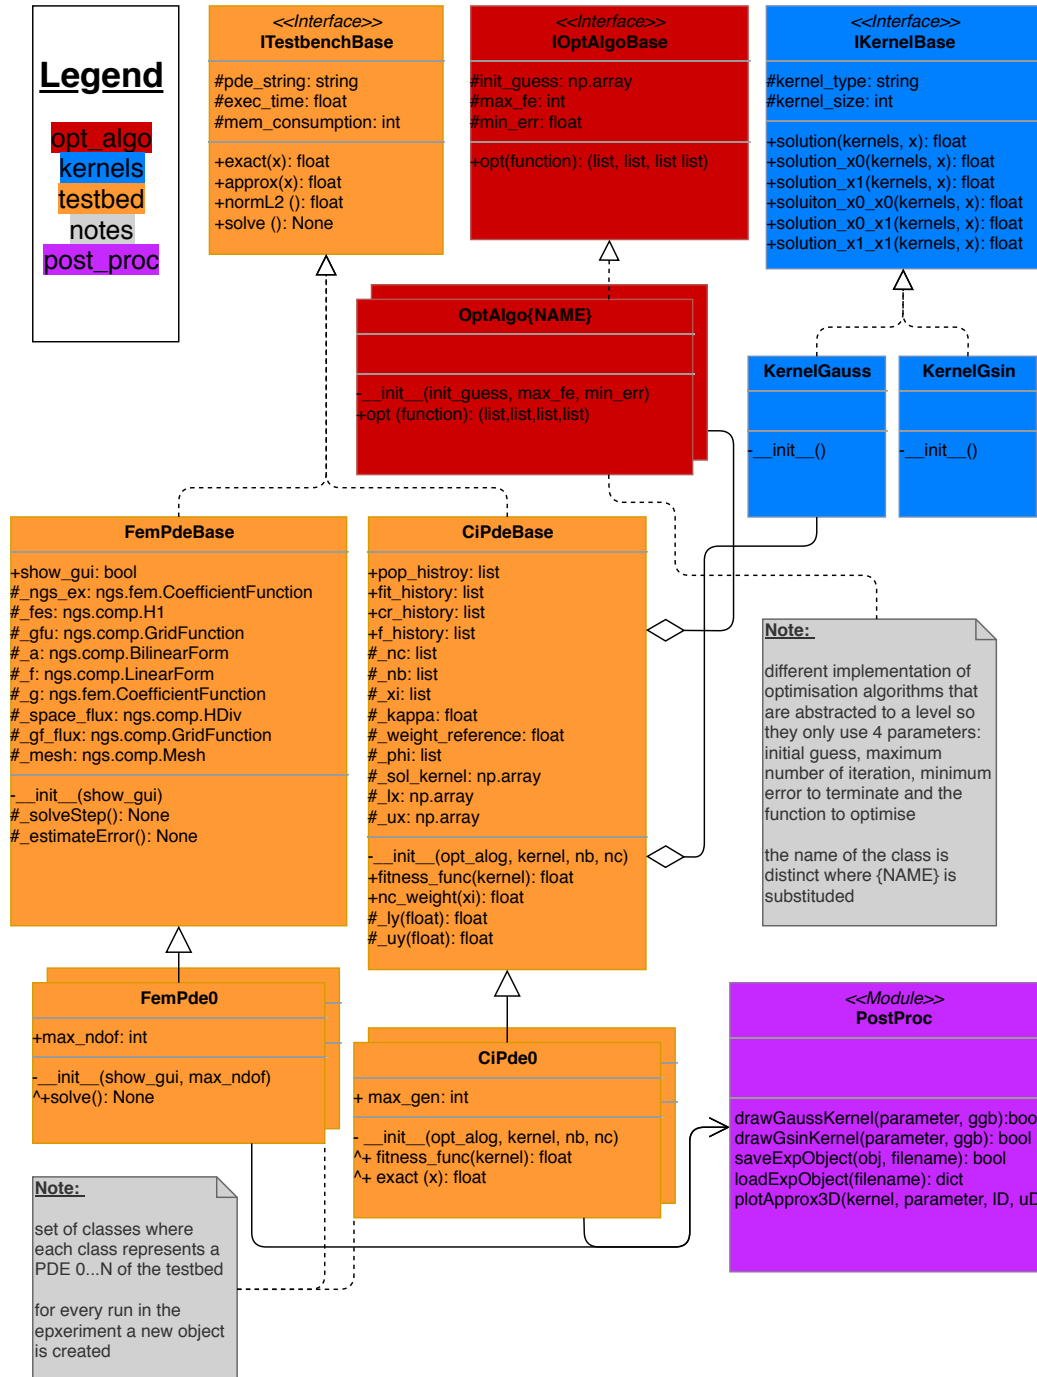 Legend
opt_algo
kernels
testbed
notes
post_proc
<<Interface>>
ITestbenchBase
#pde_string: string
#exec_time: float
#mem_consumption: int
+exact(x): float
+approx(x): float
+normL2 (): float
+solve (): None
<<Interface>>
IOptAlgoBase
#init_guess: np.array
#max_fe: int
#min_err: float
+opt(function): (list, list, list list)
<<Interface>>
IKernelBase
#kernel_type: string
#kernel_size: int
+solution(kernels, x): float
+solution_x0(kernels, x): float
+solution_x1(kernels, x): float
+soluiton_x0_x0(kernels, x): float
+solution_x0_x1(kernels, x): float
+solution_x1_x1(kernels, x): float
OptAlgo{NAME}
-__init__(init_guess, max_fe, min_err)
+opt (function): (list,list,list,list)
KernelGauss
-__init__()
KernelGsin
-__init__()
FemPdeBase
+show_gui: bool
#_ngs_ex: ngs.fem.CoefficientFunction
#_fes: ngs.comp.H1
#_gfu: ngs.comp.GridFunction
#_a: ngs.comp.BilinearForm
#_f: ngs.comp.LinearForm
#_g: ngs.fem.CoefficientFunction
#_space_flux: ngs.comp.HDiv
#_gf_flux: ngs.comp.GridFunction
#_mesh: ngs.comp.Mesh
-__init__(show_gui)
#_solveStep(): None
#_estimateError(): None
CiPdeBase
+pop_histroy: list
+fit_history: list
+cr_history: list
+f_history: list
#_nc: list
#_nb: list
#_xi: list
#_kappa: float
#_weight_reference: float
#_phi: list
#_sol_kernel: np.array
#_lx: np.array
#_ux: np.array
-__init__(opt_alog, kernel, nb, nc)
+fitness_func(kernel): float
+nc_weight(xi): float
#_ly(float): float
#_uy(float): float
Note:
different implementation of
optimisation algorithms that
are abstracted to a level so
they only use 4 parameters:
initial guess, maximum
number of iteration, minimum
error to terminate and the
function to optimise
the name of the class is
distinct where {NAME} is
substituded
FemPde0
+max_ndof: int
-__init__(show_gui, max_ndof)
^+solve(): None
CiPde0
+ max_gen: int
- __init__(opt_alog, kernel, nb, nc)
^+ fitness_func(kernel): float
^+ exact (x): float
<<Module>>
PostProc
drawGaussKernel(parameter, ggb):boo
drawGsinKernel(parameter, ggb): bool
saveExpObject(obj, filename): bool
loadExpObject(filename): dict
plotApprox3D(kernel, parameter, lD, uD
Note:
set of classes where
each class represents a
PDE 0...N of the testbed
for every run in the
epxeriment a new object
is created